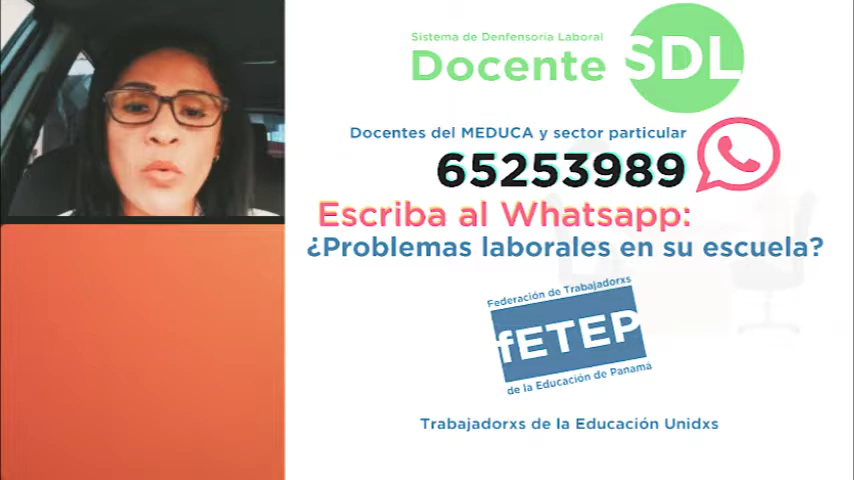 Sistema de Denfensoría Laboral
Docente
SDL
Docentes del MEDUCA y sector particular
65253989
Escriba al Whatsapp:
¿Problemas laborales en su escuela?
Federación de Trabajadorxs
fETEP
de la Educación de Panamá
Trabajadorxs de la Educación Unidxs